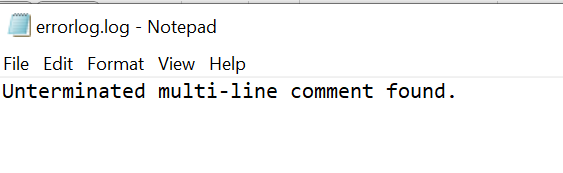 errorlog.log - Notepad
File Edit Format View Help
Unterminated multi-line comment found.